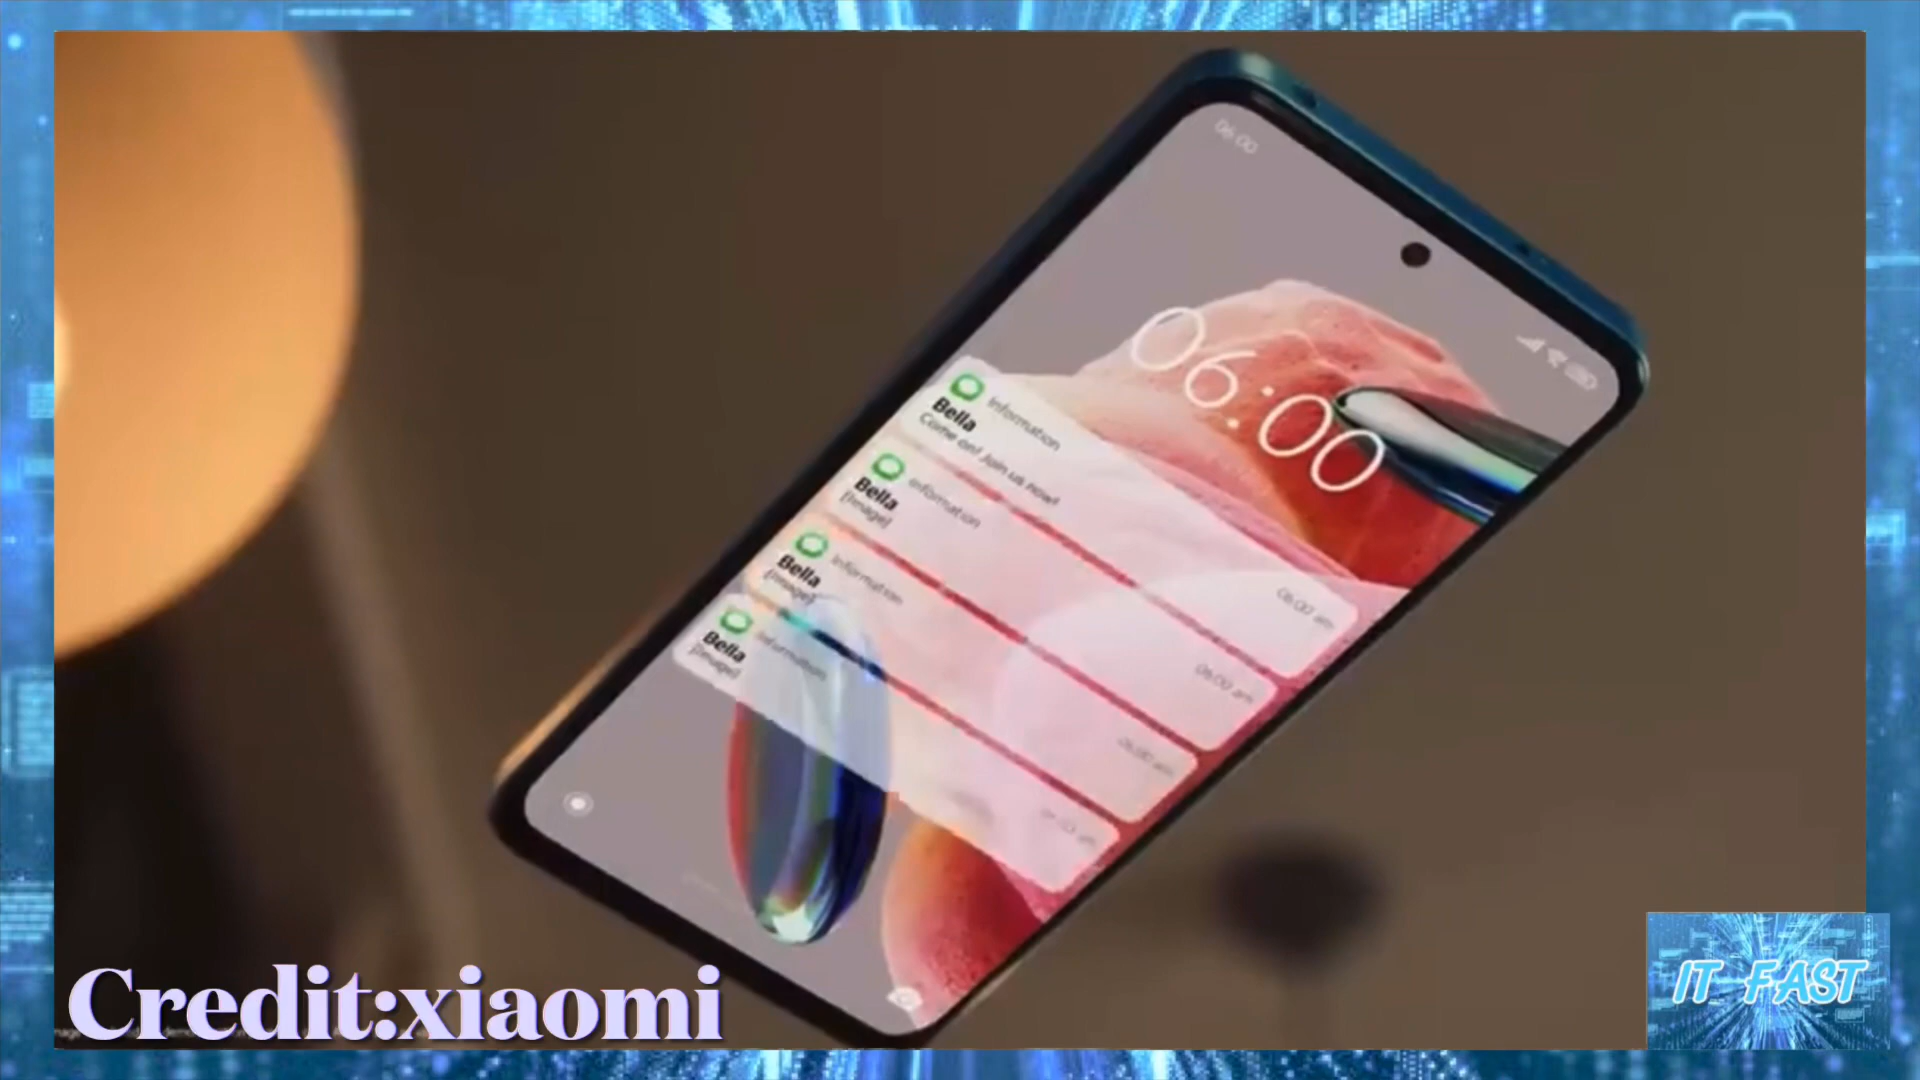 06:00
06:00
Information
Bella
Come on! Join us now!
06:00 am
Information
Bella
[Image]
06:00 am
Information
Bella
[Image]
06:00 am
Information
Bella
[Image]
Credit:xiaomi
IT FAST